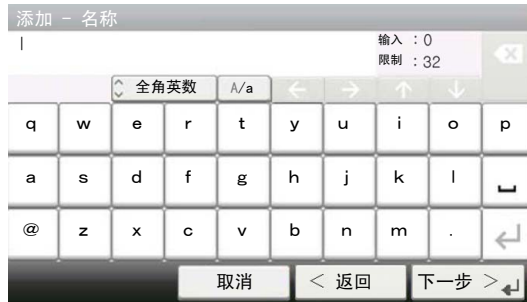 添加 - 名称
输入 :0
限制 :32
全角英数 A/a ← → ↑ ↓
q w e r t y u i o p
a s d f g h j k l
@ z x c v b n m .
取消 < 返回 下一步 >